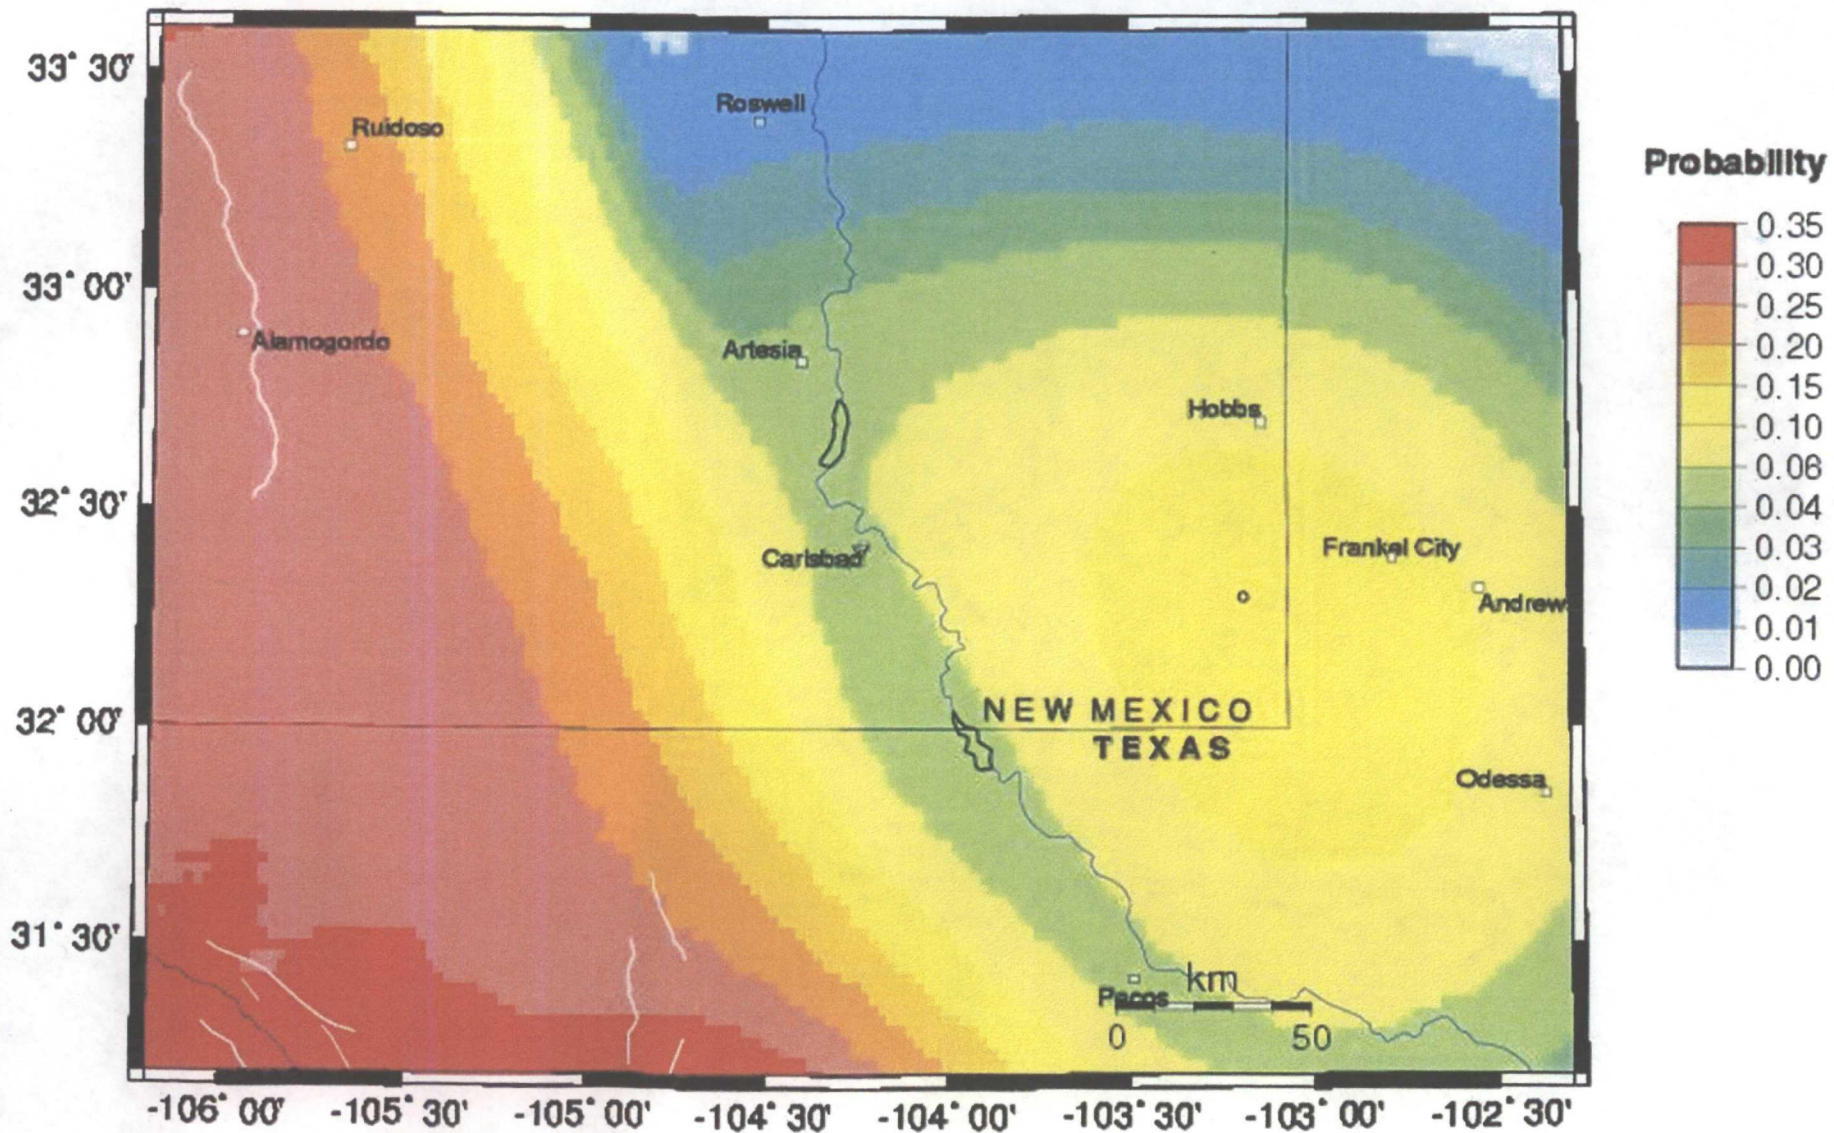 33° 30'
33° 00'
32° 30'
32° 00'
31° 30'
Roswell
Ruidoso
Alamogordo
Artesia
Hobbs
Carlsbad
Frankel City
Andrew
NEW MEXICO
TEXAS
Odessa
Pecos
km
0 50
-106° 00' -105° 30' -105° 00' -104° 30' -104° 00' -103° 30' -103° 00' -102° 30'
Probability
0.35
0.30
0.25
0.20
0.15
0.10
0.06
0.04
0.03
0.02
0.01
0.00